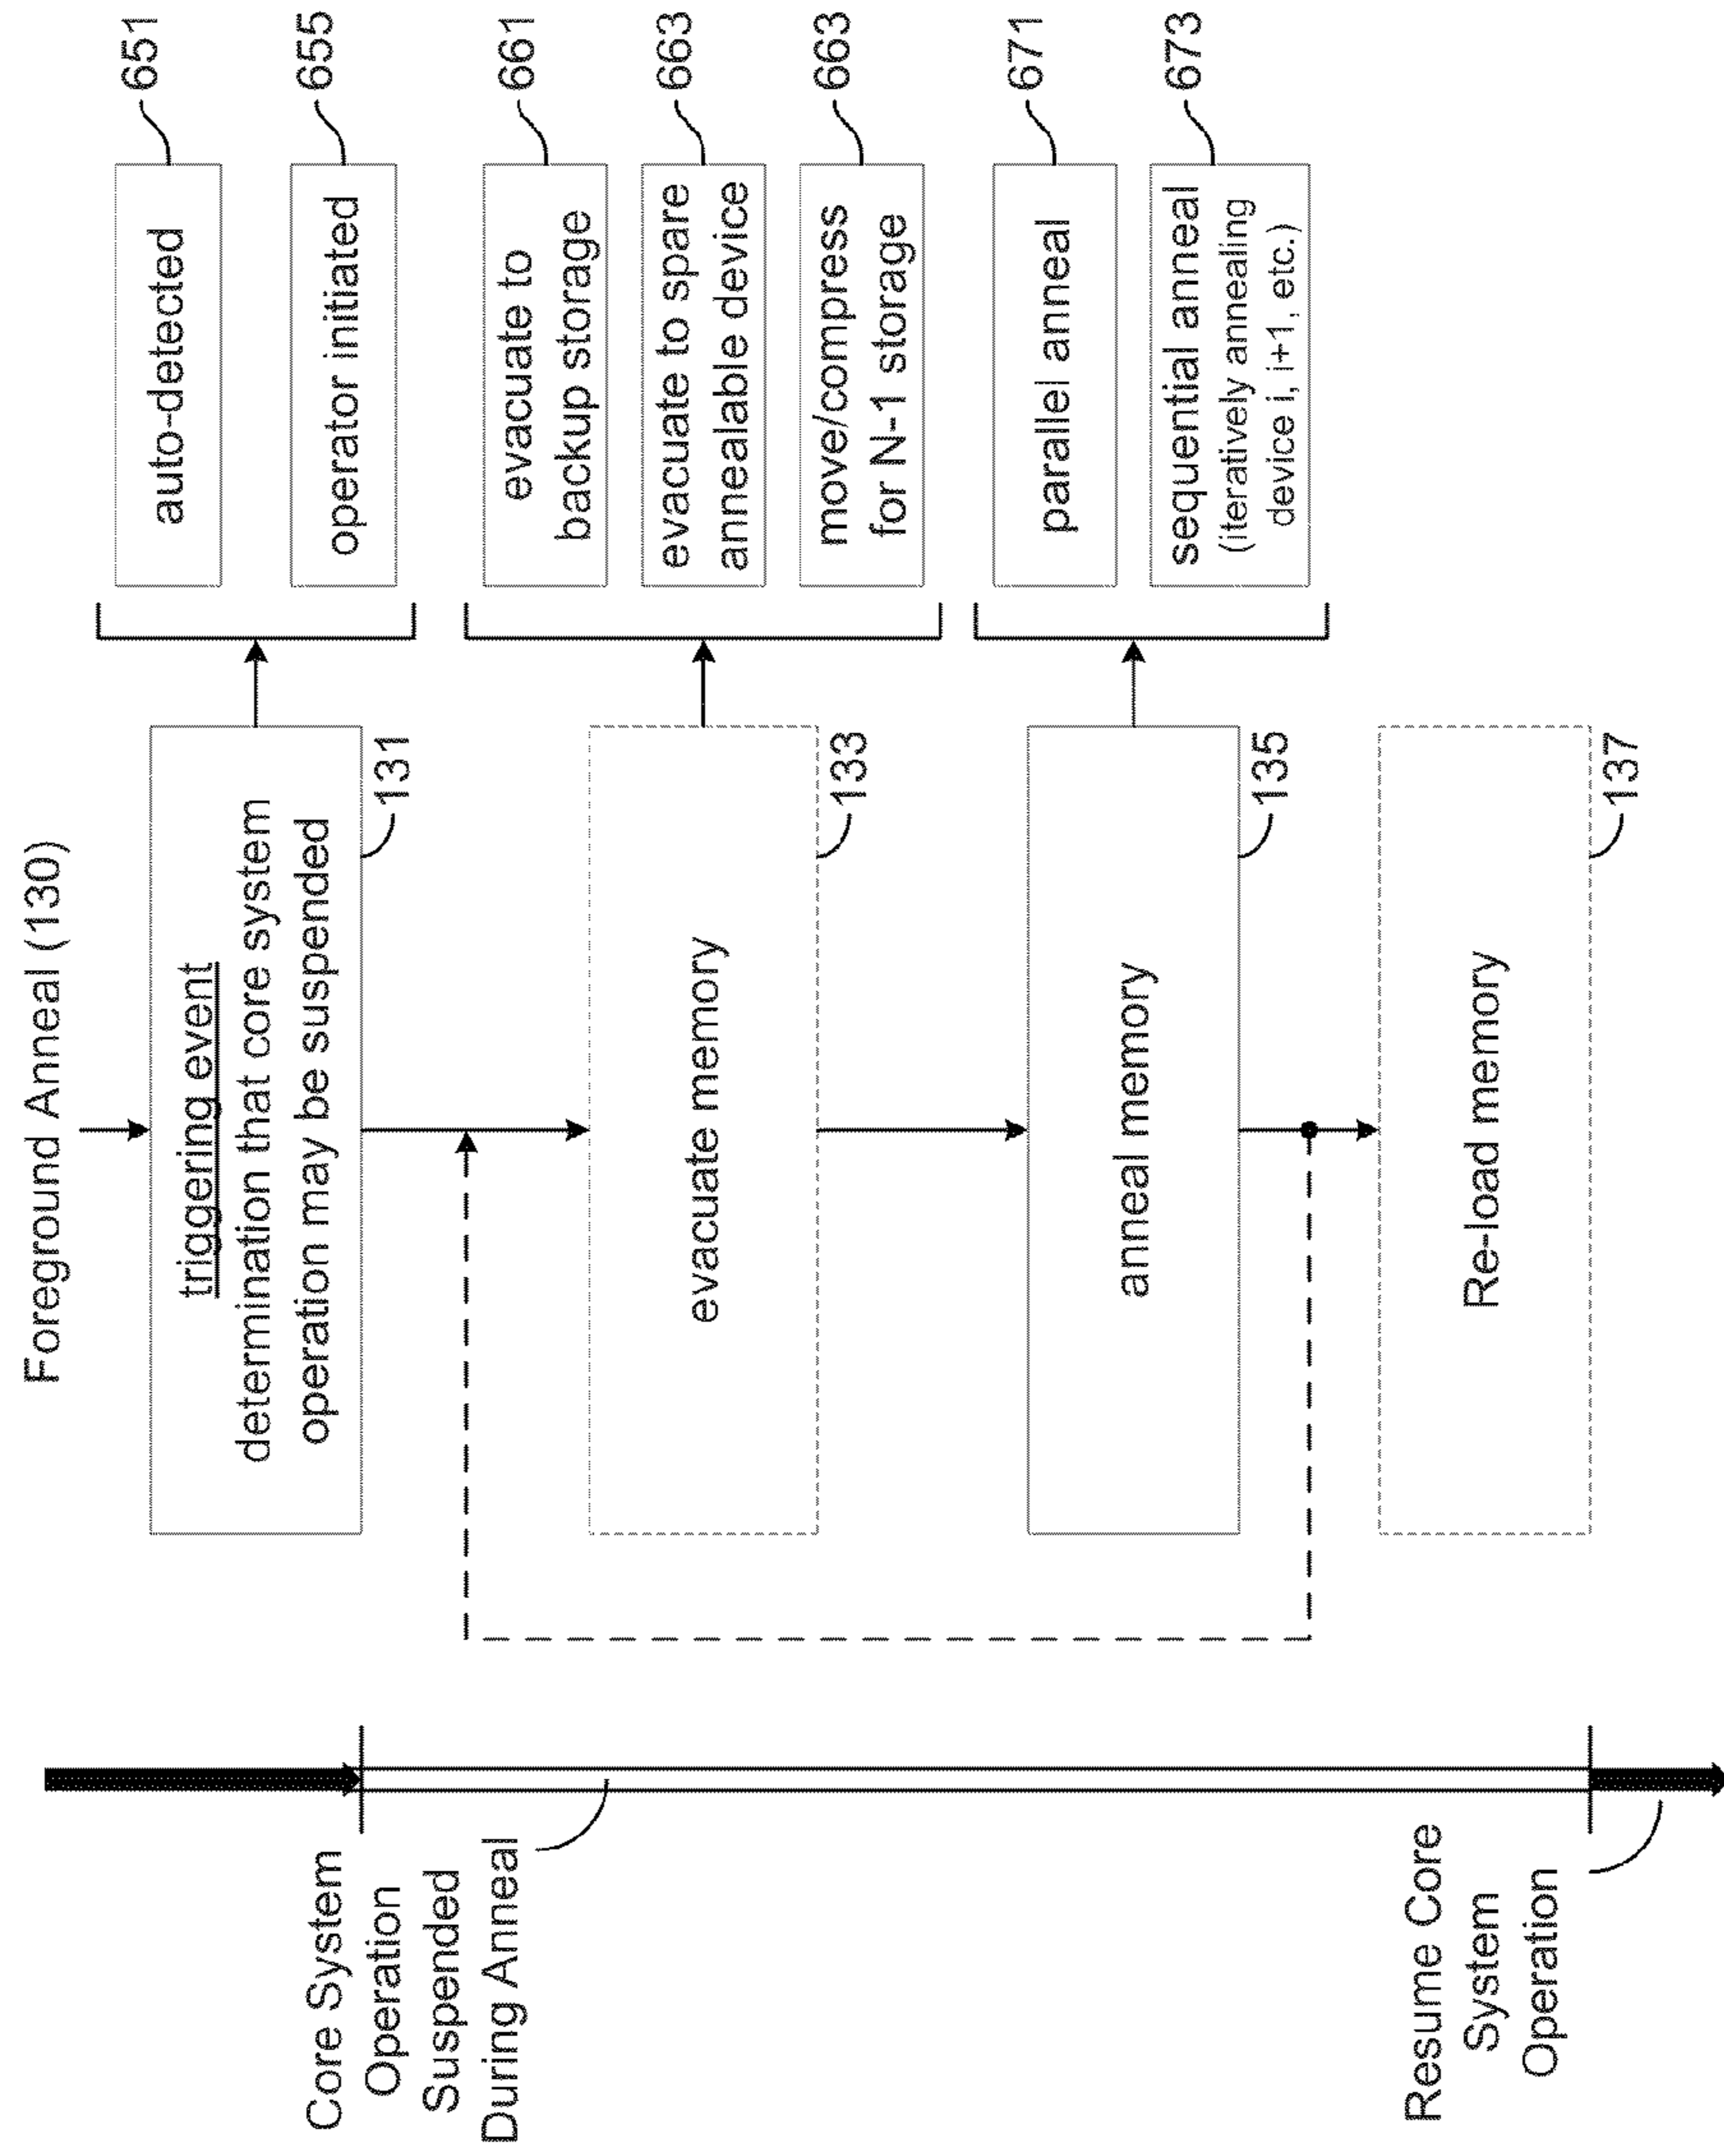 Foreground Anneal (130)
triggering event
determination that core system
operation may be suspended
131
auto-detected
651
operator initiated
655
evacuate memory
133
evacuate to
backup storage
661
evacuate to spare
annealable device
663
move/compress
for N-1 storage
663
anneal memory
135
parallel anneal
671
sequential anneal
(iteratively annealing
device i, i+1, etc.)
673
Re-load memory
137
Core System
Operation
Suspended
During Anneal
Resume Core
System
Operation